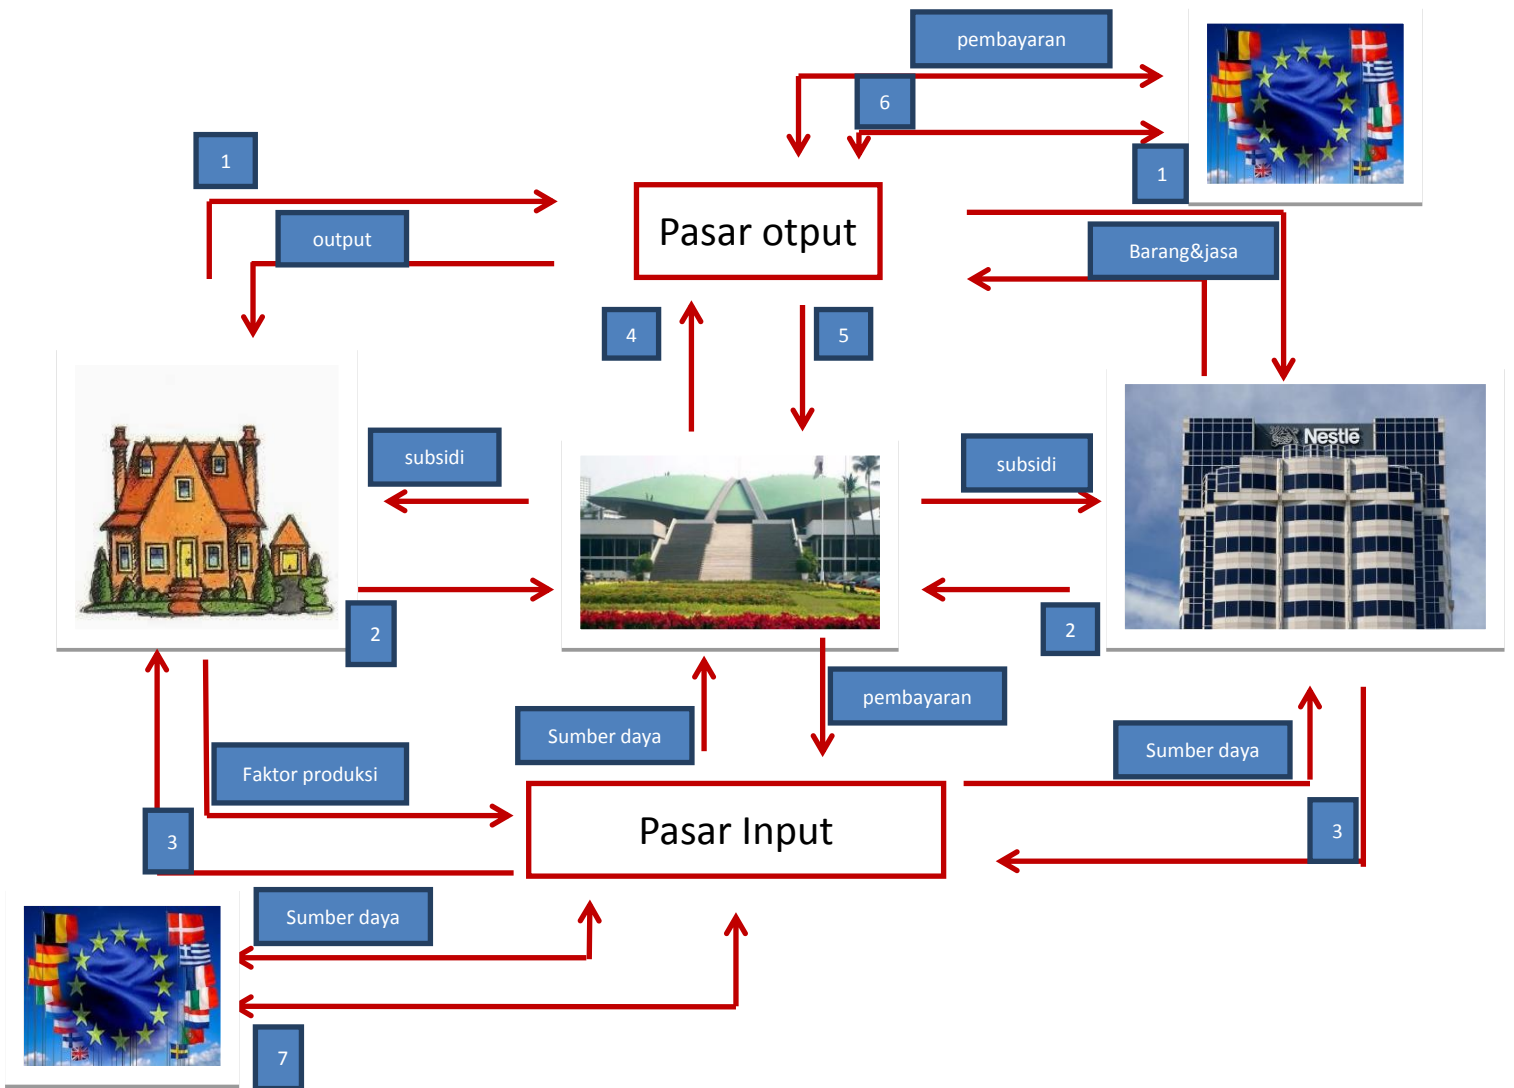 pembayaran
6
1
1
output
Pasar otput
Barang&jasa
4
5
subsidi
subsidi
Nestlé
2
2
Sumber daya
pembayaran
Sumber daya
Faktor produksi
Pasar Input
3
3
Sumber daya
7